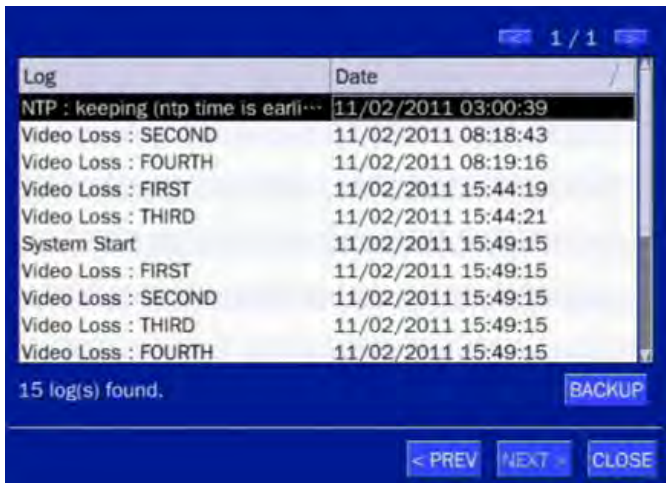 1 / 1
Log Date /
NTP : keeping (ntp time is earli··· 11/02/2011 03:00:39
Video Loss : SECOND 11/02/2011 08:18:43
Video Loss : FOURTH 11/02/2011 08:19:16
Video Loss : FIRST 11/02/2011 15:44:19
Video Loss : THIRD 11/02/2011 15:44:21
System Start 11/02/2011 15:49:15
Video Loss : FIRST 11/02/2011 15:49:15
Video Loss : SECOND 11/02/2011 15:49:15
Video Loss : THIRD 11/02/2011 15:49:15
Video Loss : FOURTH 11/02/2011 15:49:15
15 log(s) found. BACKUP
< PREV NEXT > CLOSE